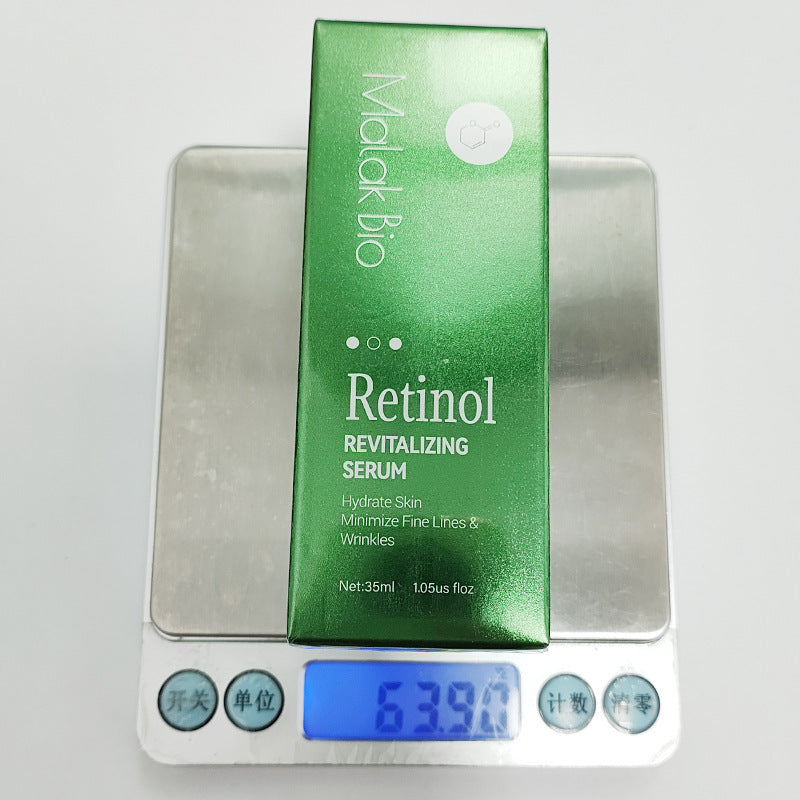 Malak Bio
Retinol
REVITALIZING
SERUM
Hydrate Skin
Minimize Fine Lines &
Wrinkles
Net:35ml 1.05us floz
63.90
开关 单位 计数 清零